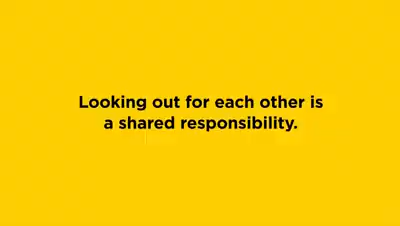 Looking out for each other is
a shared responsibility.